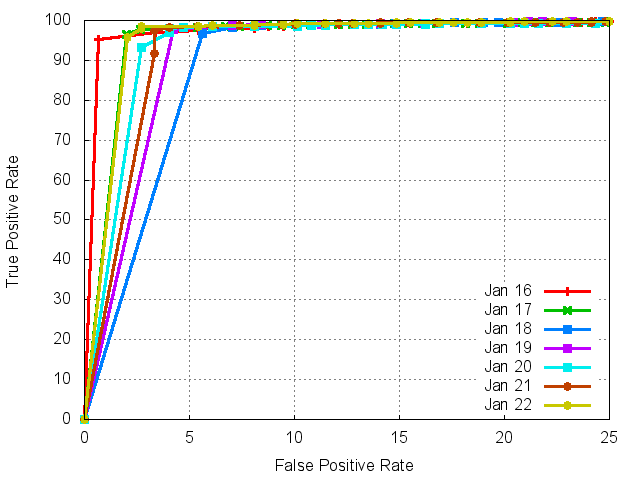 100
90
80
70
60
50
40
30
20
10
0
True Positive Rate
Jan 16
Jan 17
Jan 18
Jan 19
Jan 20
Jan 21
Jan 22
0 5 10 15 20 25
False Positive Rate